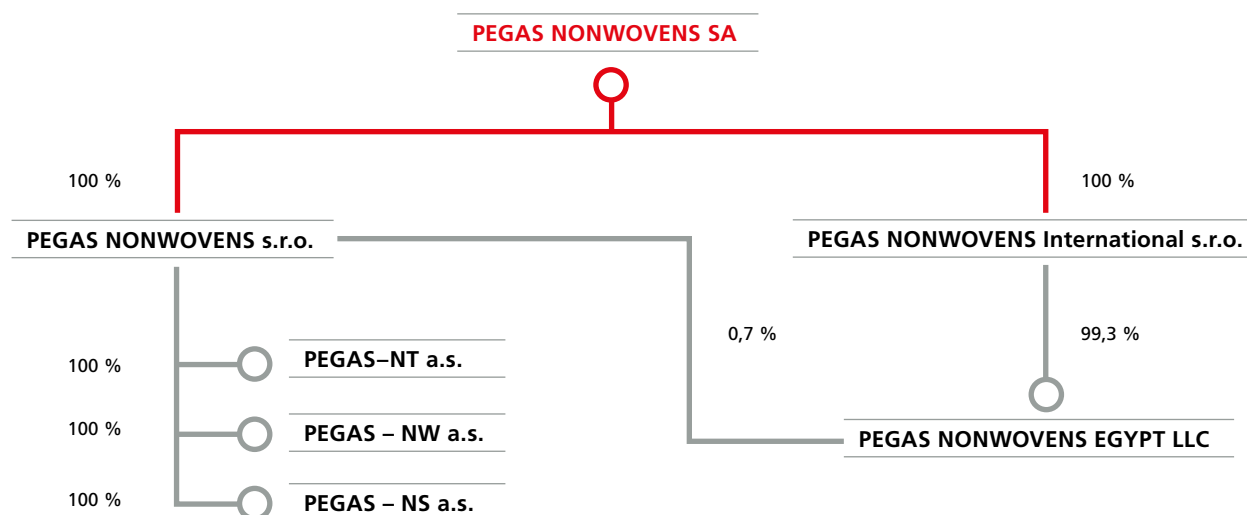 PEGAS NONWOVENS SA
100 %
100 %
PEGAS NONWOVENS s.r.o.
PEGAS NONWOVENS International s.r.o.
0,7 %
99,3 %
100 %
PEGAS–NT a.s.
100 %
PEGAS – NW a.s.
PEGAS NONWOVENS EGYPT LLC
100 %
PEGAS – NS a.s.